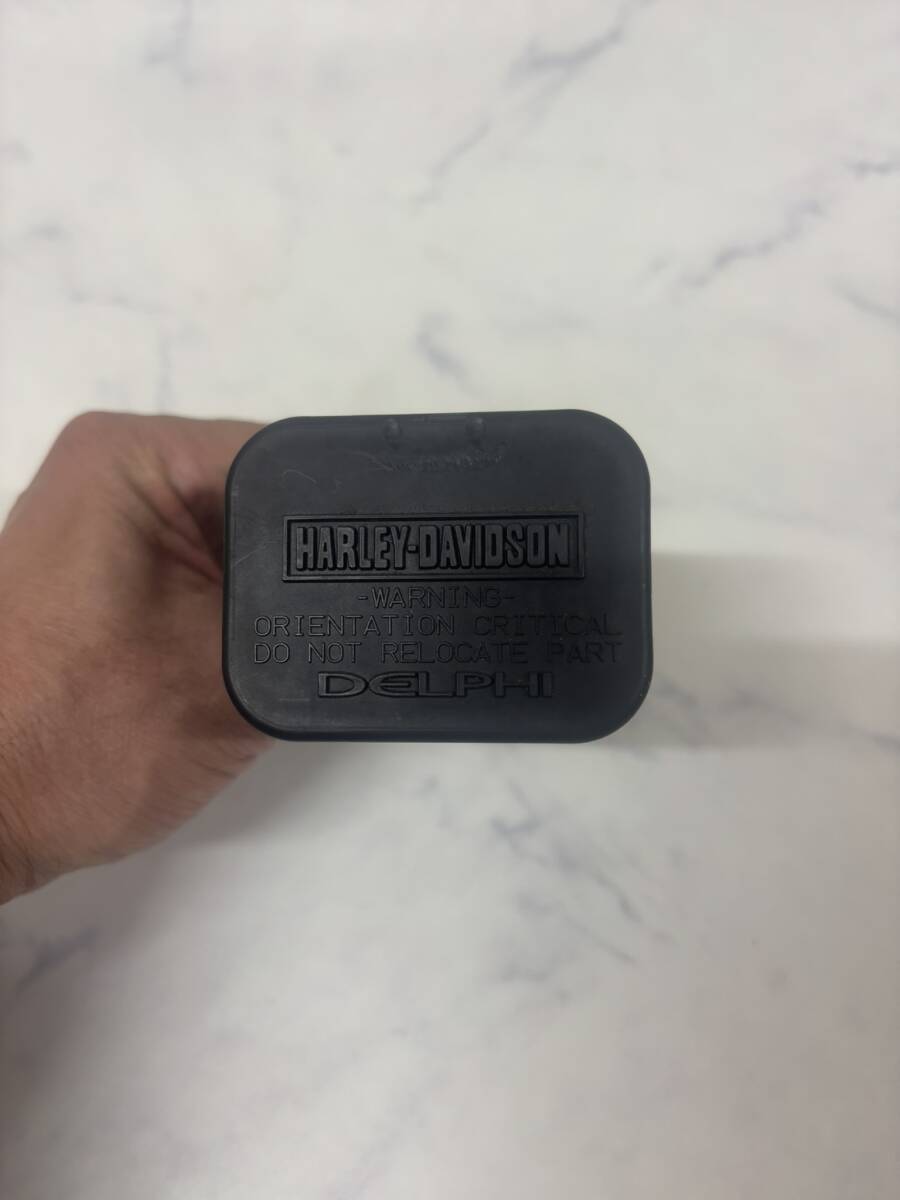 HARLEY-DAVIDSON
-WARNING-
ORIENTATION CRITICAL
DO NOT RELOCATE PART
DELPHI